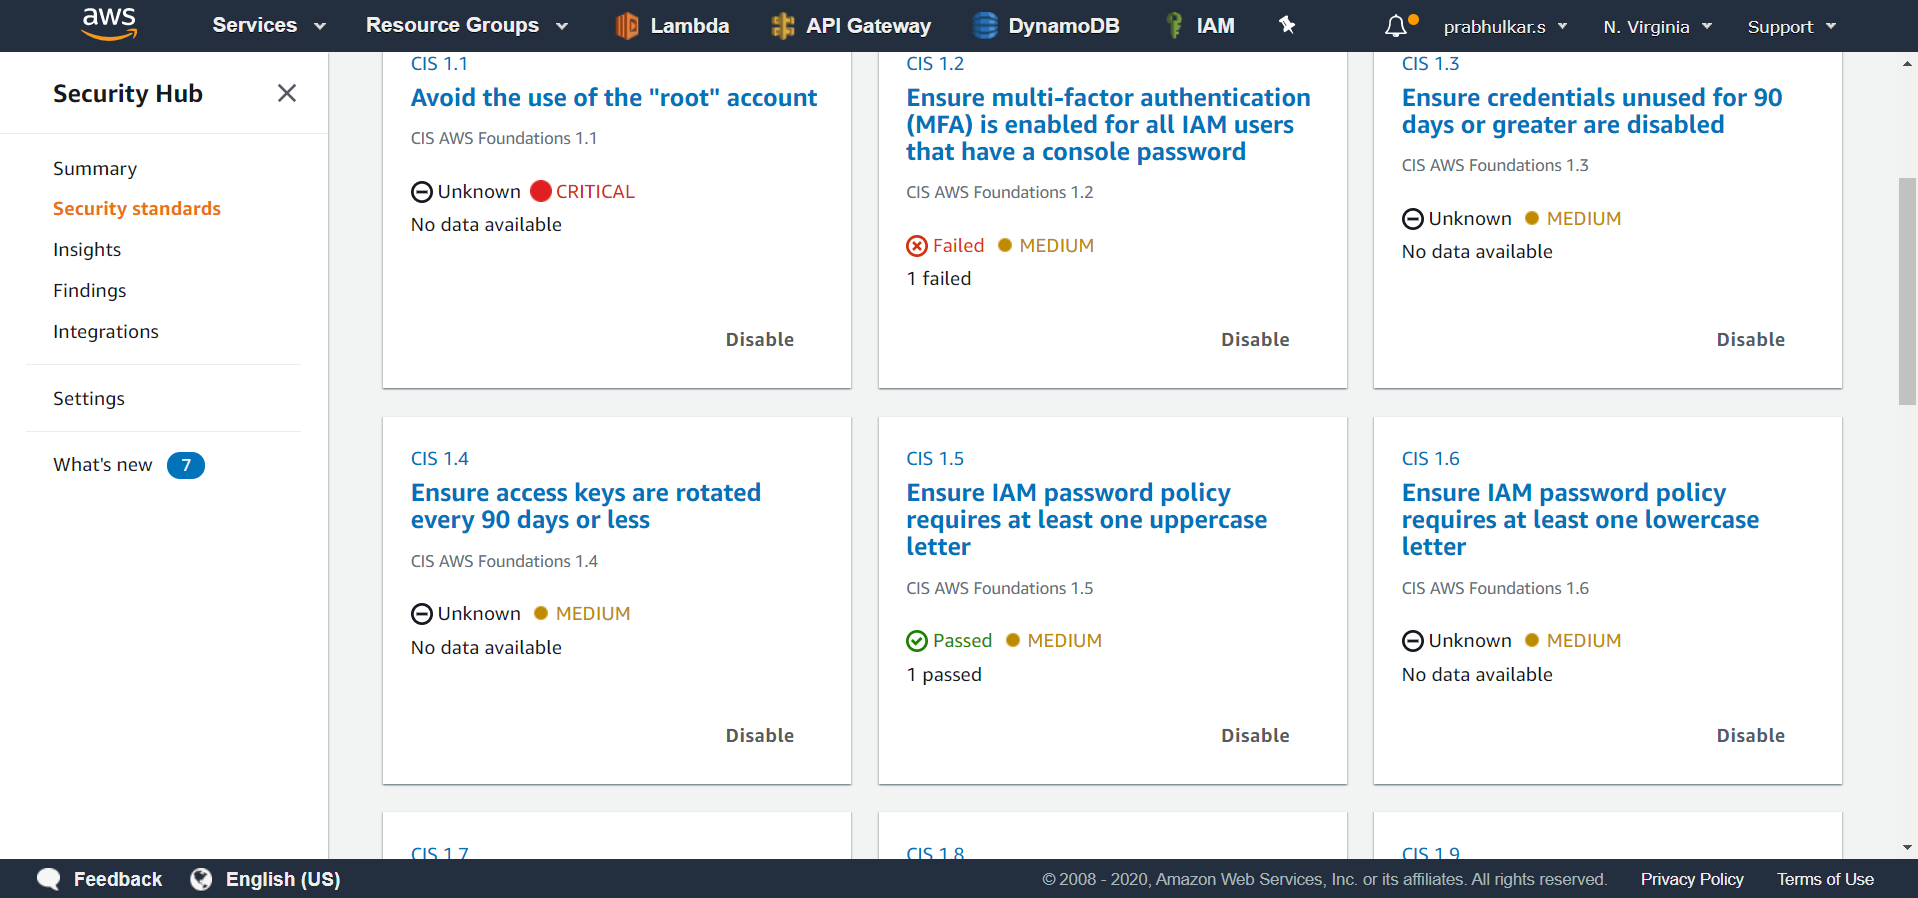 aws Services Resource Groups Lambda API Gateway DynamoDB IAM prabhulkar.s N. Virginia Support
Security Hub
Summary
Security standards
Insights
Findings
Integrations
Settings
What's new 7
CIS 1.1
Avoid the use of the "root" account
CIS AWS Foundations 1.1
Unknown CRITICAL
No data available
Disable
CIS 1.2
Ensure multi-factor authentication
(MFA) is enabled for all IAM users
that have a console password
CIS AWS Foundations 1.2
Failed MEDIUM
1 failed
Disable
CIS 1.3
Ensure credentials unused for 90
days or greater are disabled
CIS AWS Foundations 1.3
Unknown MEDIUM
No data available
Disable
CIS 1.4
Ensure access keys are rotated
every 90 days or less
CIS AWS Foundations 1.4
Unknown MEDIUM
No data available
Disable
CIS 1.5
Ensure IAM password policy
requires at least one uppercase
letter
CIS AWS Foundations 1.5
Passed MEDIUM
1 passed
Disable
CIS 1.6
Ensure IAM password policy
requires at least one lowercase
letter
CIS AWS Foundations 1.6
Unknown MEDIUM
No data available
Disable
CIS 1.7
CIS 1.8
CIS 1.9
Feedback English (US) © 2008 - 2020, Amazon Web Services, Inc. or its affiliates. All rights reserved. Privacy Policy Terms of Use